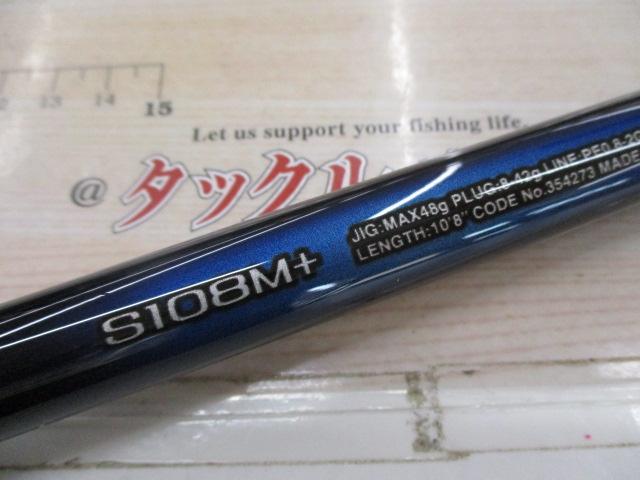 12 13 14 15
Let us support your fishing life.
@タックル
S108M+
JIG:MAX48g PLUG:8-42g LINE:PE0.8-2
LENGTH:10'8" CODE No.354273 MADE